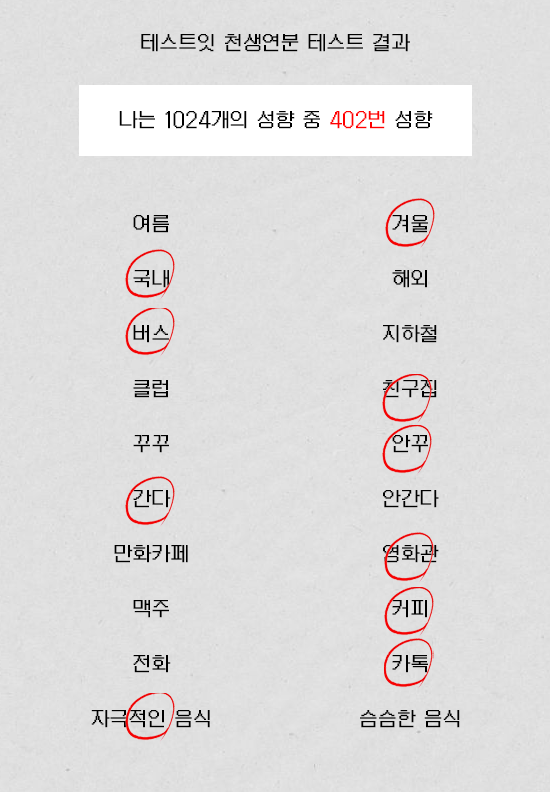 테스트잇 천생연분 테스트 결과
나는 1024개의 성향 중 402번 성향
여름 겨울
국내 해외
버스 지하철
클럽 친구집
꾸꾸 안꾸
간다 안간다
만화카페 영화관
맥주 커피
전화 카톡
자극적인 음식 슴슴한 음식